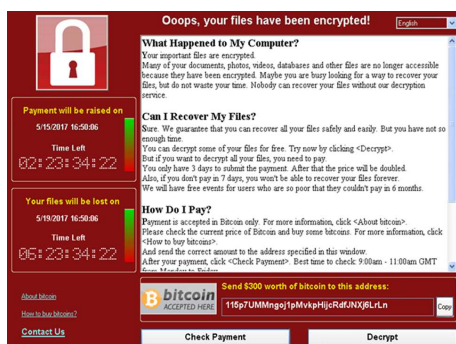 Ooops, your files have been encrypted!
English
What Happened to My Computer?
Your important files are encrypted.
Many of your documents, photos, videos, databases and other files are no longer accessible
because they have been encrypted. Maybe you are busy looking for a way to recover your
files, but do not waste your time. Nobody can recover your files without our decryption
service.
Can I Recover My Files?
Sure. We guarantee that you can recover all your files safely and easily. But you have not so
enough time.
You can decrypt some of your files for free. Try now by clicking <Decrypt>.
But if you want to decrypt all your files, you need to pay.
You only have 3 days to submit the payment. After that the price will be doubled.
Also, if you don't pay in 7 days, you won't be able to recover your files forever.
We will have free events for users who are so poor that they couldn't pay in 6 months.
How Do I Pay?
Payment is accepted in Bitcoin only. For more information, click <About bitcoin>.
Please check the current price of Bitcoin and buy some bitcoins. For more information, click
<How to buy bitcoins>.
And send the correct amount to the address specified in this window.
After your payment, click <Check Payment>. Best time to check: 9:00am - 11:00am GMT
from Monday to Friday.
Payment will be raised on
5/15/2017 16:50:06
Time Left
02:23:34:22
Your files will be lost on
5/19/2017 16:50:06
Time Left
06:23:34:22
About bitcoin
How to buy bitcoins?
Contact Us
bitcoin
ACCEPTED HERE
Send $300 worth of bitcoin to this address:
115p7UMMngoj1pMvkpHijcRdfJNXj6LrLn
Copy
Check Payment
Decrypt